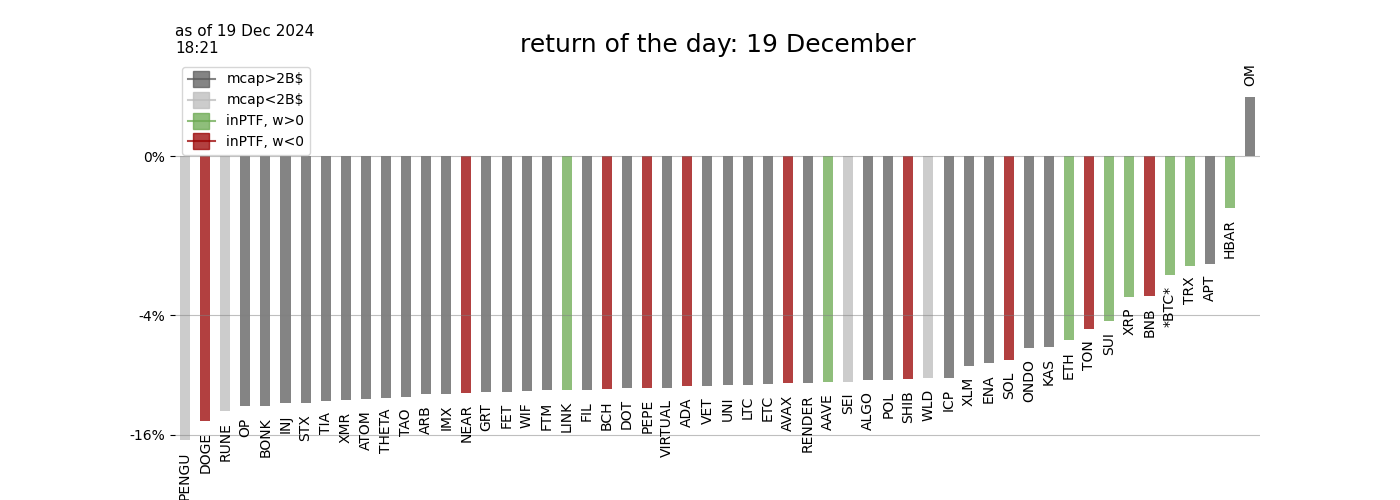 as of 19 Dec 2024
18:21
return of the day: 19 December
mcap>2B$
mcap<2B$
inPTF, w>0
inPTF, w<0
0%
-4%
-16%
PENGU
DOGE
RUNE
OP
BONK
INJ
STX
TIA
XMR
ATOM
THETA
TAO
ARB
IMX
NEAR
GRT
FET
WIF
FTM
LINK
FIL
BCH
DOT
PEPE
VIRTUAL
ADA
VET
UNI
LTC
ETC
AVAX
RENDER
AAVE
SEI
ALGO
POL
SHIB
WLD
ICP
XLM
ENA
SOL
ONDO
KAS
ETH
TON
SUI
XRP
BNB
*BTC*
TRX
APT
HBAR
OM